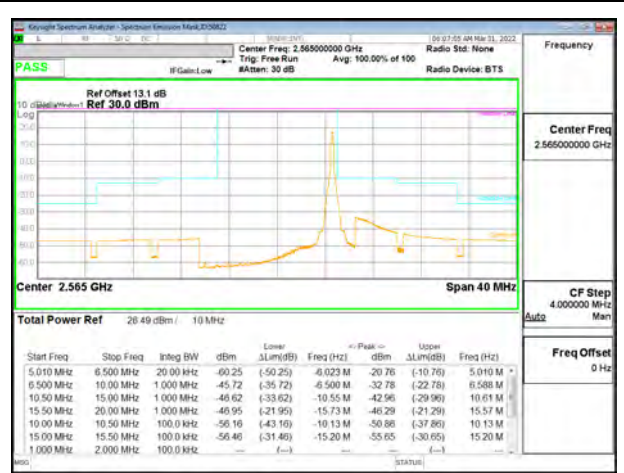 Keysight Spectrum Analyzer - Spectrum Emission Mask
SENSE:INT
06:07:05 AM Mar 31, 2022
Center Freq: 2.565000000 GHz
Radio Std: None
Trig: Free Run
Avg: 100.00% of 100
PASS
IFGain:Low
#Atten: 30 dB
Radio Device: BTS
Ref Offset 13.1 dB
Ref 30.0 dBm
Log
Center 2.565 GHz
Span 40 MHz
Total Power Ref 26.49 dBm / 10 MHz
Lower <- Peak -> Upper
Start Freq Stop Freq Integ BW dBm ΔLim(dB) Freq (Hz) dBm ΔLim(dB) Freq (Hz)
5.010 MHz 6.500 MHz 20.00 kHz -60.25 (-50.25) -6.023 M -20.76 (-10.76) 5.010 M
6.500 MHz 10.00 MHz 1.000 MHz -45.72 (-35.72) -6.500 M -32.78 (-22.78) 6.588 M
10.50 MHz 15.00 MHz 1.000 MHz -46.62 (-33.62) -10.55 M -42.96 (-29.96) 10.61 M
15.50 MHz 20.00 MHz 1.000 MHz -46.95 (-21.95) -15.73 M -46.29 (-21.29) 15.57 M
10.00 MHz 10.50 MHz 100.0 kHz -56.16 (-43.16) -10.13 M -50.86 (-37.86) 10.13 M
15.00 MHz 15.50 MHz 100.0 kHz -56.46 (-31.46) -15.20 M -55.65 (-30.65) 15.20 M
1.000 MHz 2.000 MHz 100.0 kHz --- (---) --- (---)
MSG
STATUS
Frequency
Center Freq
2.565000000 GHz
CF Step
4.000000 MHz
Auto Man
Freq Offset
0 Hz